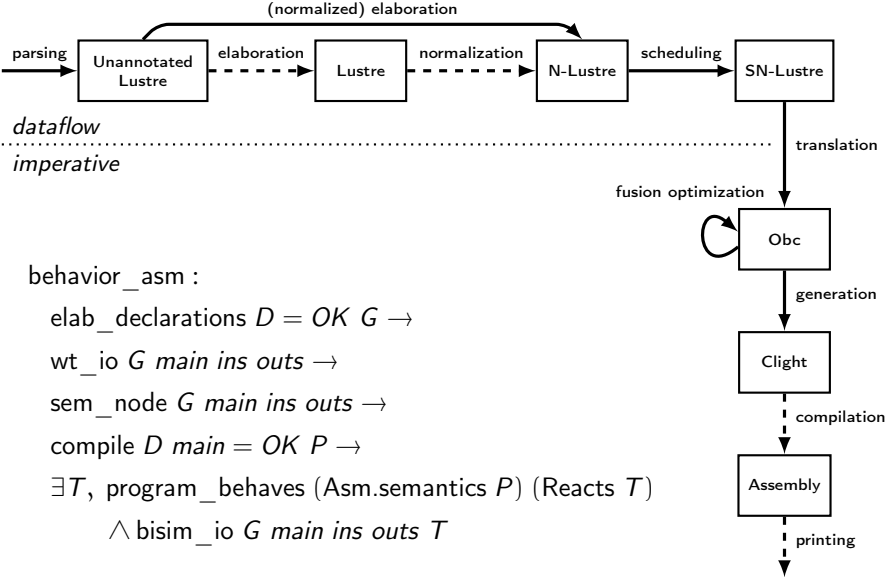 (normalized) elaboration
parsing
Unannotated
Lustre
elaboration
Lustre
normalization
N-Lustre
scheduling
SN-Lustre
dataflow
imperative
translation
fusion optimization
Obc
generation
Clight
compilation
Assembly
printing
behavior_asm :
elab_declarations D = OK G →
wt_io G main ins outs →
sem_node G main ins outs →
compile D main = OK P →
∃T, program_behaves (Asm.semantics P) (Reacts T)
∧ bisim_io G main ins outs T